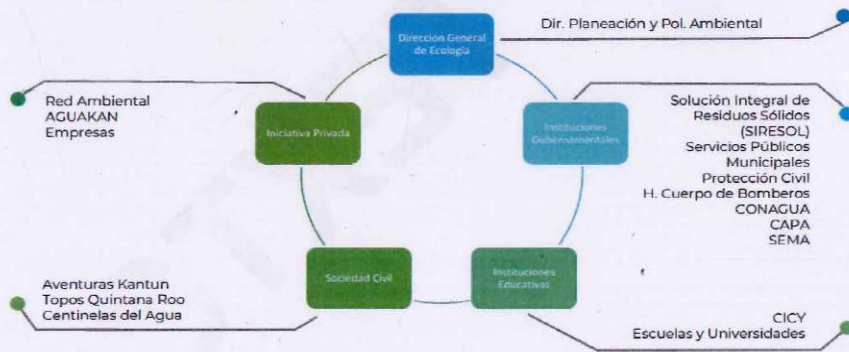 Dirección General
de Ecología
Dir. Planeación y Pol. Ambiental
Red Ambiental
AGUAKAN
Empresas
Iniciativa Privada
Instituciones
Gubernamentales
Solución Integral de
Residuos Sólidos
(SIRESOL)
Servicios Públicos
Municipales
Protección Civil
H. Cuerpo de Bomberos
CONAGUA
CAPA
SEMA
Sociedad Civil
Instituciones
Educativas
Aventuras Kantun
Topos Quintana Roo
Centinelas del Agua
CICY
Escuelas y Universidades